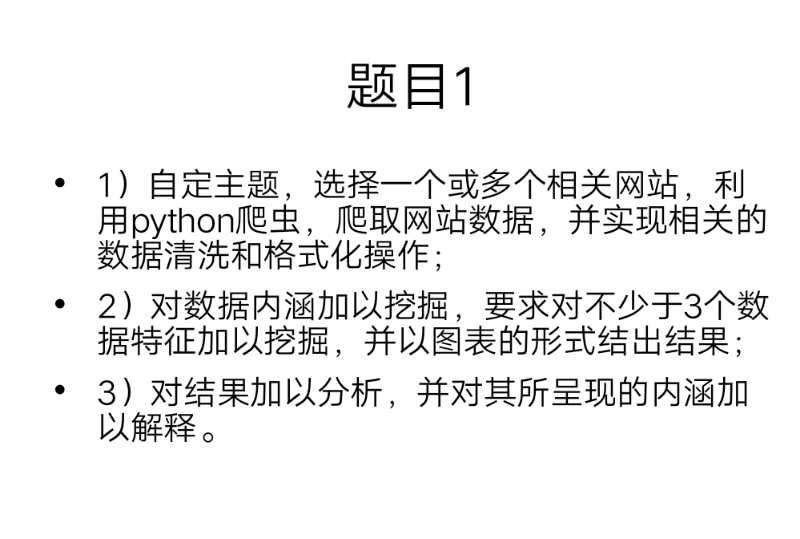 题目1
• 1）自定主题，选择一个或多个相关网站，利
用python爬虫，爬取网站数据，并实现相关的
数据清洗和格式化操作；
• 2）对数据内涵加以挖掘，要求对不少于3个数
据特征加以挖掘，并以图表的形式结出结果；
• 3）对结果加以分析，并对其所呈现的内涵加
以解释。